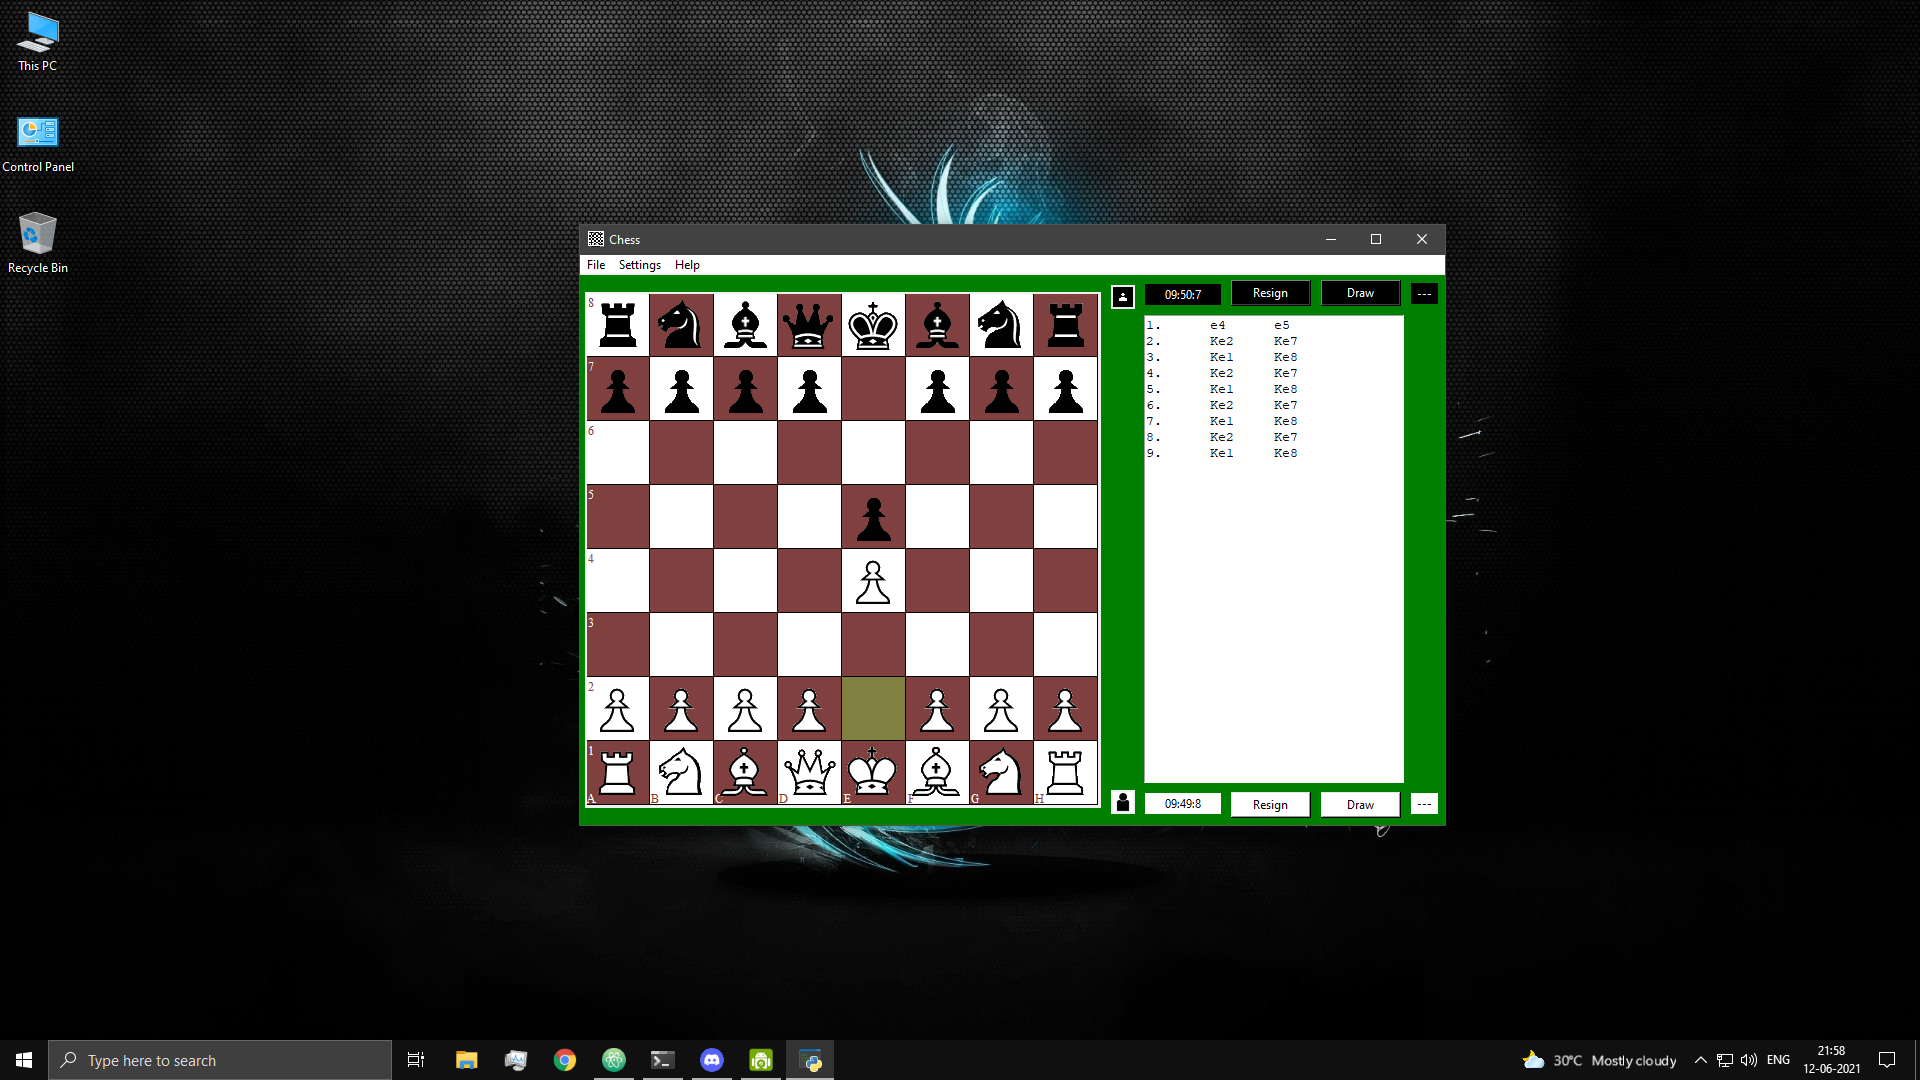 This PC
Control Panel
Recycle Bin
Chess
File Settings Help
8
7
6
5
4
3
2
1
A B C D E F G H
09:50:7 Resign Draw ---
1. e4 e5
2. Ke2 Ke7
3. Ke1 Ke8
4. Ke2 Ke7
5. Ke1 Ke8
6. Ke2 Ke7
7. Ke1 Ke8
8. Ke2 Ke7
9. Ke1 Ke8
09:49:8 Resign Draw ---
Type here to search
30°C Mostly cloudy
ENG
21:58
12-06-2021